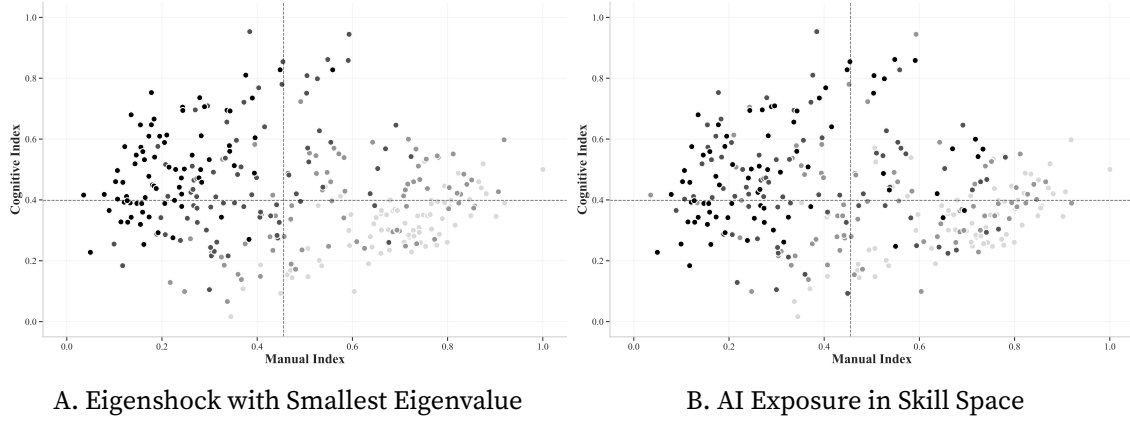 1.0
0.8
0.6
0.4
0.2
0.0
Cognitive Index
0.0 0.2 0.4 0.6 0.8 1.0
Manual Index
A. Eigenshock with Smallest Eigenvalue
1.0
0.8
0.6
0.4
0.2
0.0
Cognitive Index
0.0 0.2 0.4 0.6 0.8 1.0
Manual Index
B. AI Exposure in Skill Space